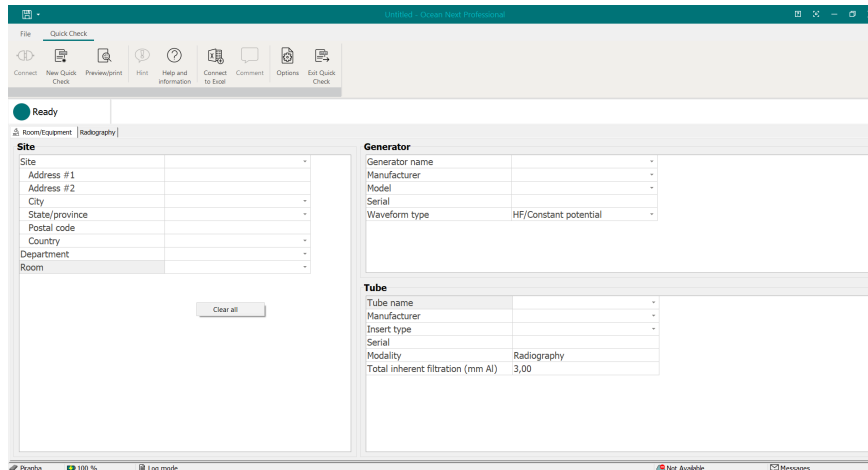 Untitled - Ocean Next Professional
File Quick Check
Connect New Quick Check Preview/print Hint Help and information Connect to Excel Comment Options Exit Quick Check
Ready
Room/Equipment Radiography
Site
Site
Address #1
Address #2
City
State/province
Postal code
Country
Department
Room
Clear all
Generator
Generator name
Manufacturer
Model
Serial
Waveform type HF/Constant potential
Tube
Tube name
Manufacturer
Insert type
Serial
Modality Radiography
Total inherent filtration (mm Al) 3,00
Piranha 100 % Log mode Not Available Messages